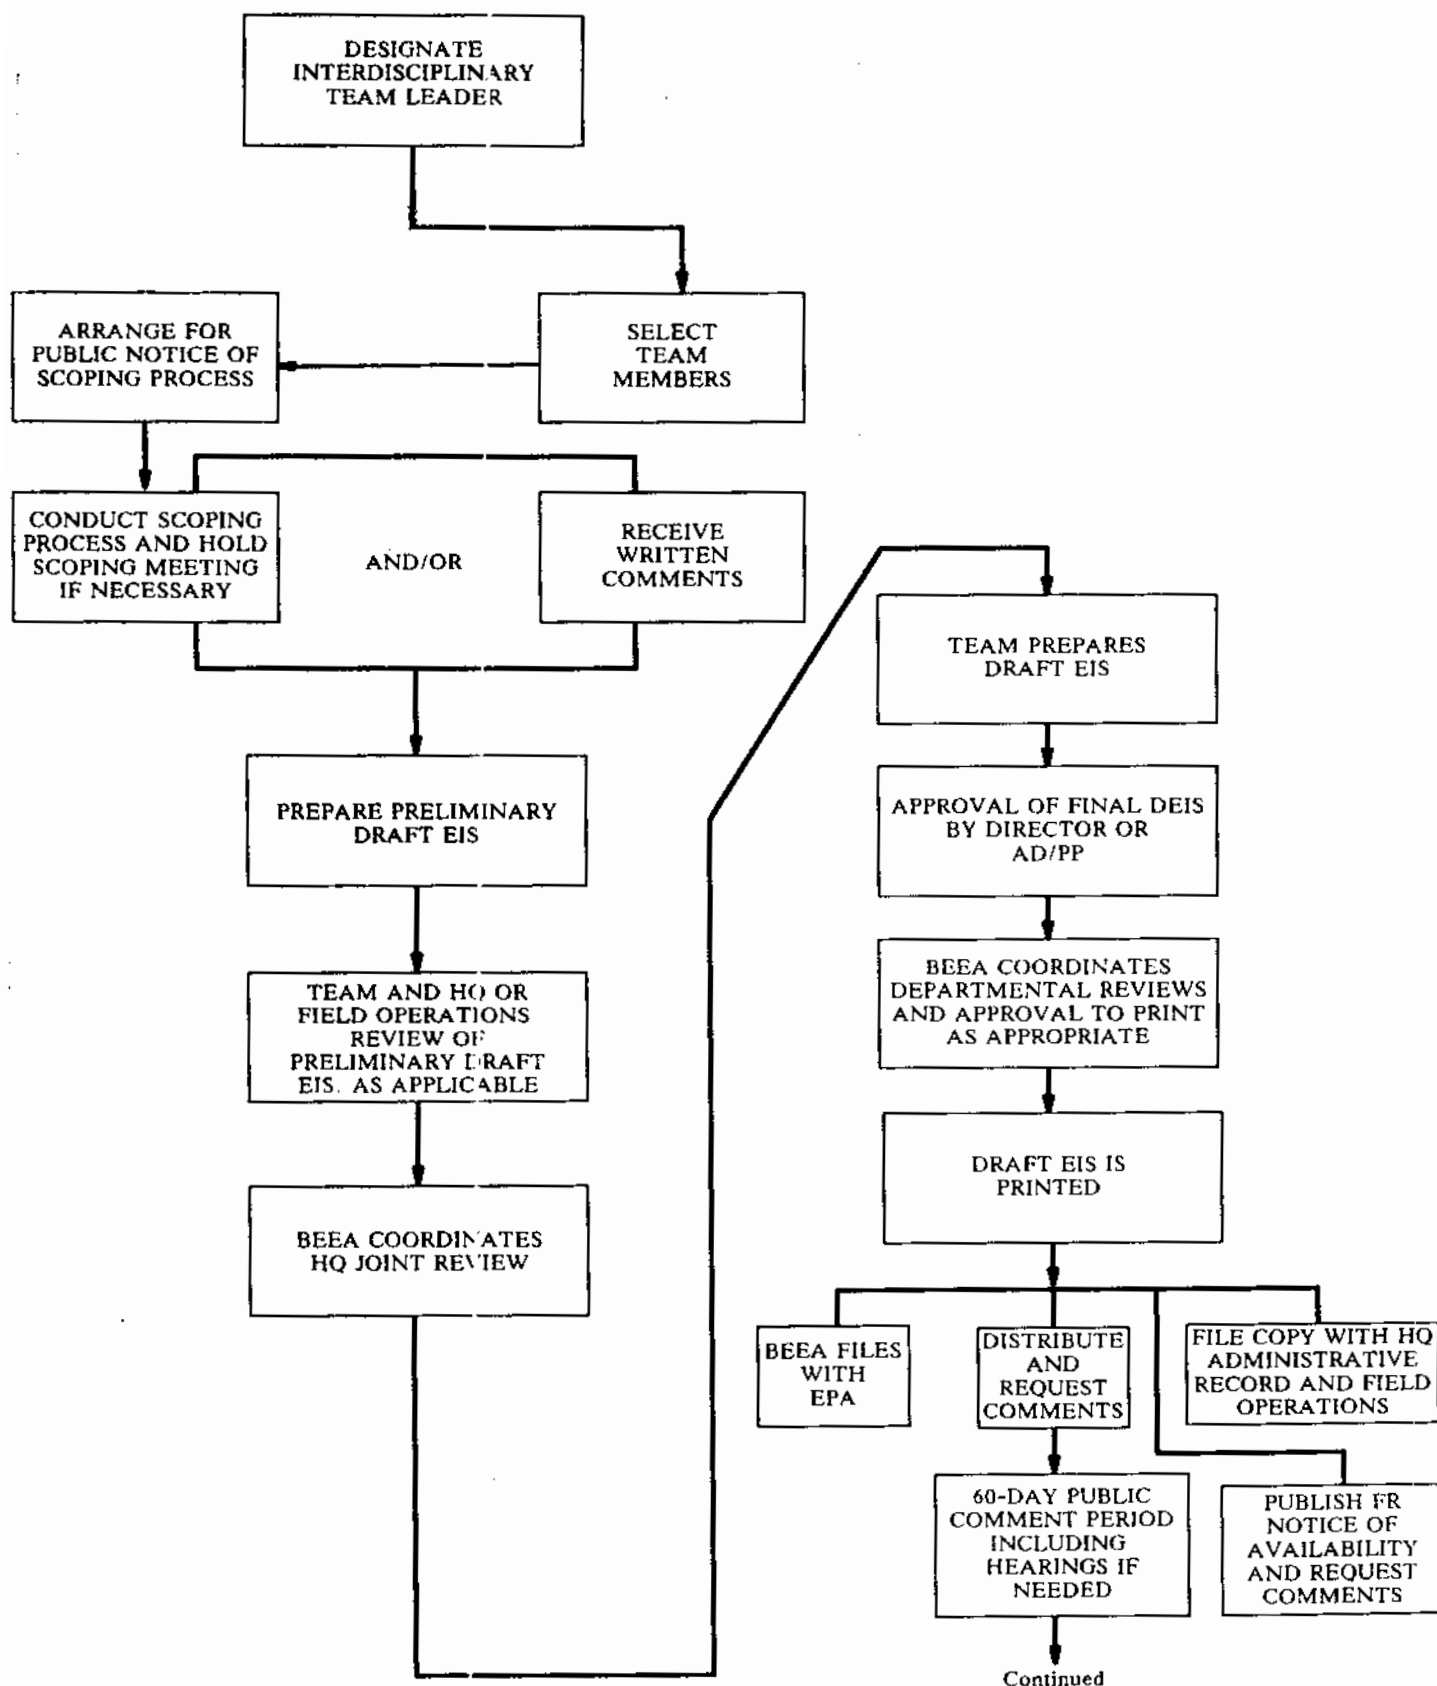 DESIGNATE
INTERDISCIPLINARY
TEAM LEADER
SELECT
TEAM
MEMBERS
ARRANGE FOR
PUBLIC NOTICE OF
SCOPING PROCESS
CONDUCT SCOPING
PROCESS AND HOLD
SCOPING MEETING
IF NECESSARY
AND/OR
RECEIVE
WRITTEN
COMMENTS
PREPARE PRELIMINARY
DRAFT EIS
TEAM AND HQ OR
FIELD OPERATIONS
REVIEW OF
PRELIMINARY DRAFT
EIS. AS APPLICABLE
BEEA COORDINATES
HQ JOINT REVIEW
TEAM PREPARES
DRAFT EIS
APPROVAL OF FINAL DEIS
BY DIRECTOR OR
AD/PP
BEEA COORDINATES
DEPARTMENTAL REVIEWS
AND APPROVAL TO PRINT
AS APPROPRIATE
DRAFT EIS IS
PRINTED
BEEA FILES
WITH
EPA
DISTRIBUTE
AND
REQUEST
COMMENTS
FILE COPY WITH HQ
ADMINISTRATIVE
RECORD AND FIELD
OPERATIONS
60-DAY PUBLIC
COMMENT PERIOD
INCLUDING
HEARINGS IF
NEEDED
PUBLISH FR
NOTICE OF
AVAILABILITY
AND REQUEST
COMMENTS
Continued